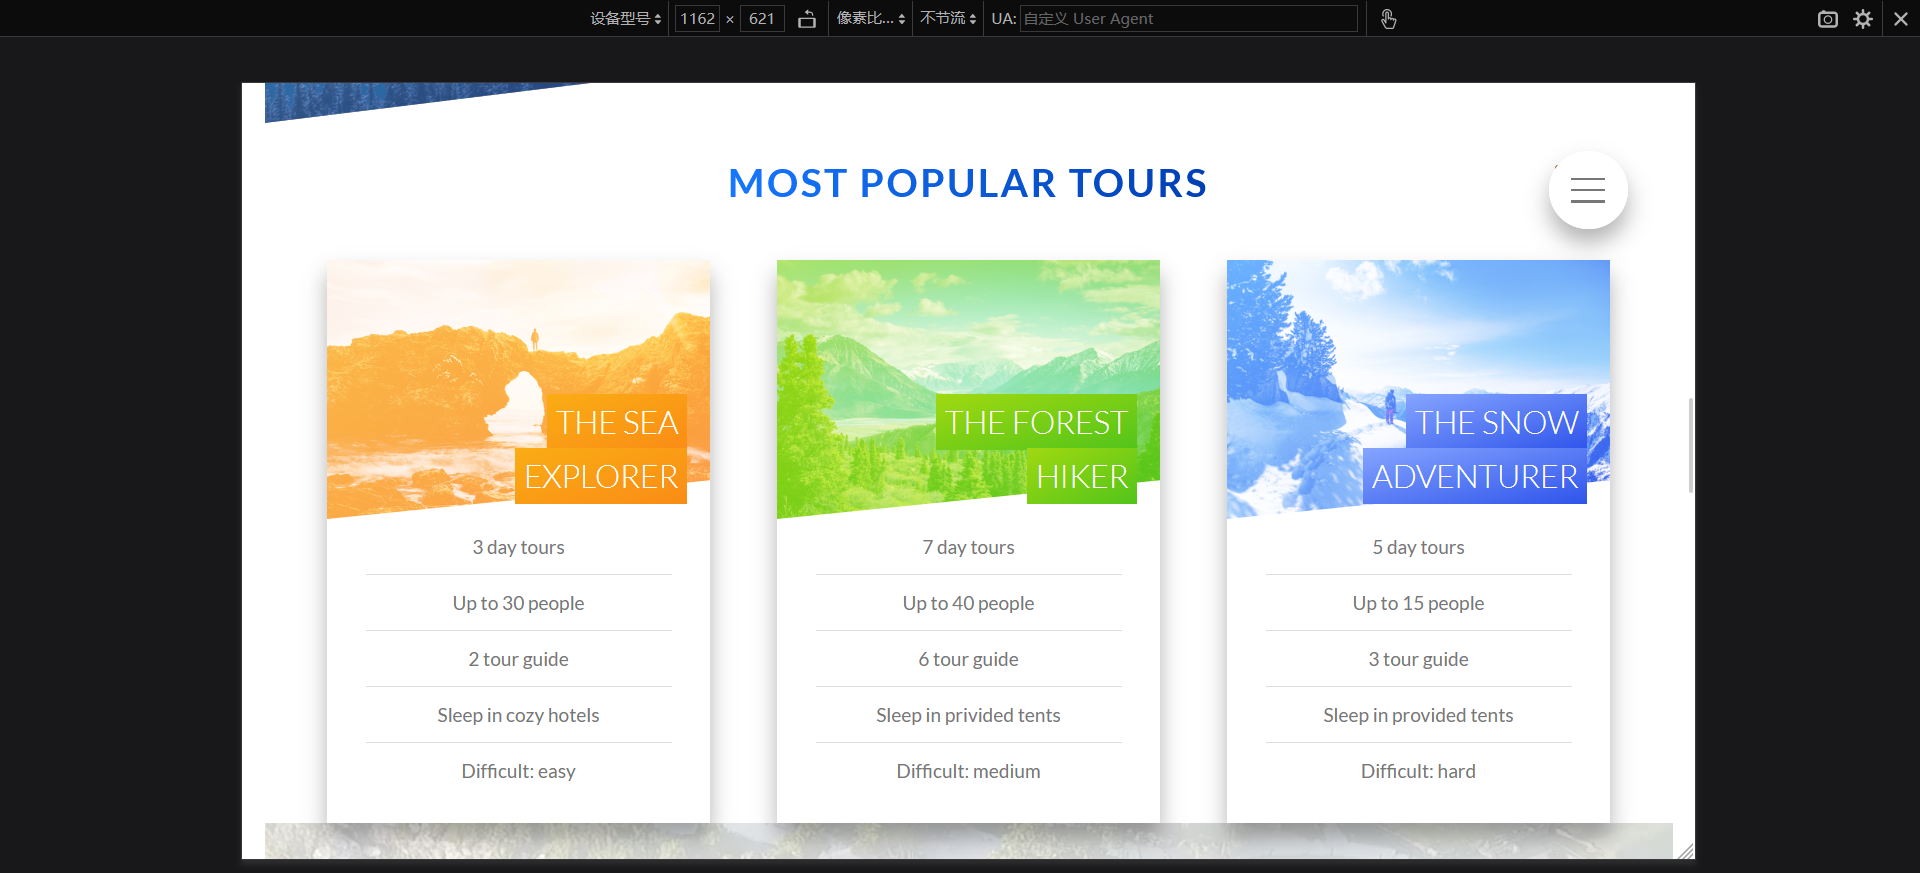 设备型号 1162 × 621 像素比... 不节流 UA: 自定义 User Agent
MOST POPULAR TOURS
THE SEA
EXPLORER
3 day tours
Up to 30 people
2 tour guide
Sleep in cozy hotels
Difficult: easy
THE FOREST
HIKER
7 day tours
Up to 40 people
6 tour guide
Sleep in privided tents
Difficult: medium
THE SNOW
ADVENTURER
5 day tours
Up to 15 people
3 tour guide
Sleep in provided tents
Difficult: hard